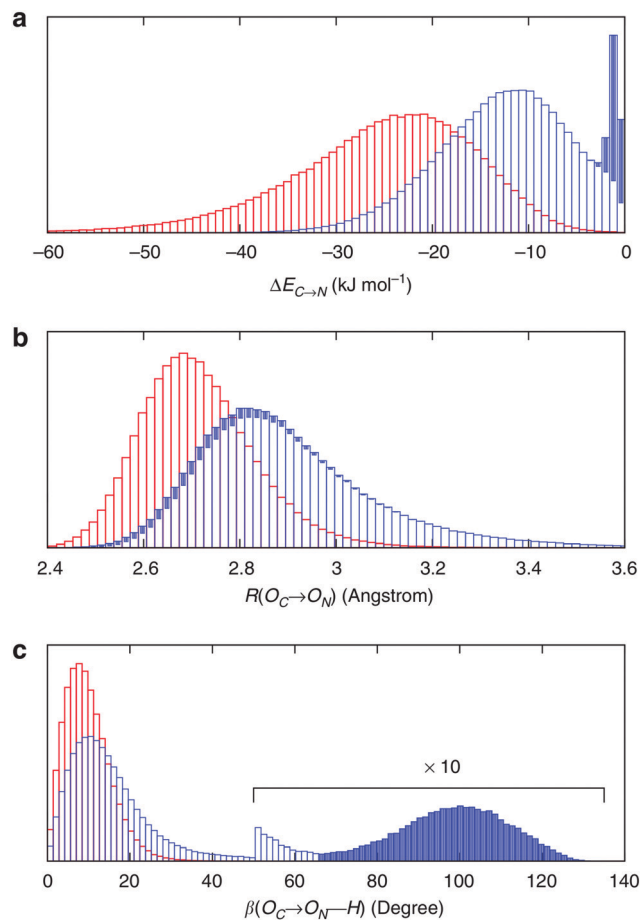 a
−60 −50 −40 −30 −20 −10 0
ΔE_C→N (kJ mol⁻¹)
b
2.4 2.6 2.8 3 3.2 3.4 3.6
R(O_C→O_N) (Angstrom)
c
× 10
0 20 40 60 80 100 120 140
β(O_C→O_N—H) (Degree)